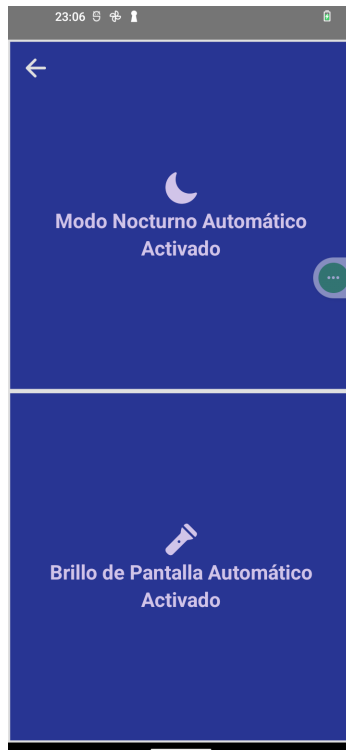 23:06
Modo Nocturno Automático
Activado
Brillo de Pantalla Automático
Activado